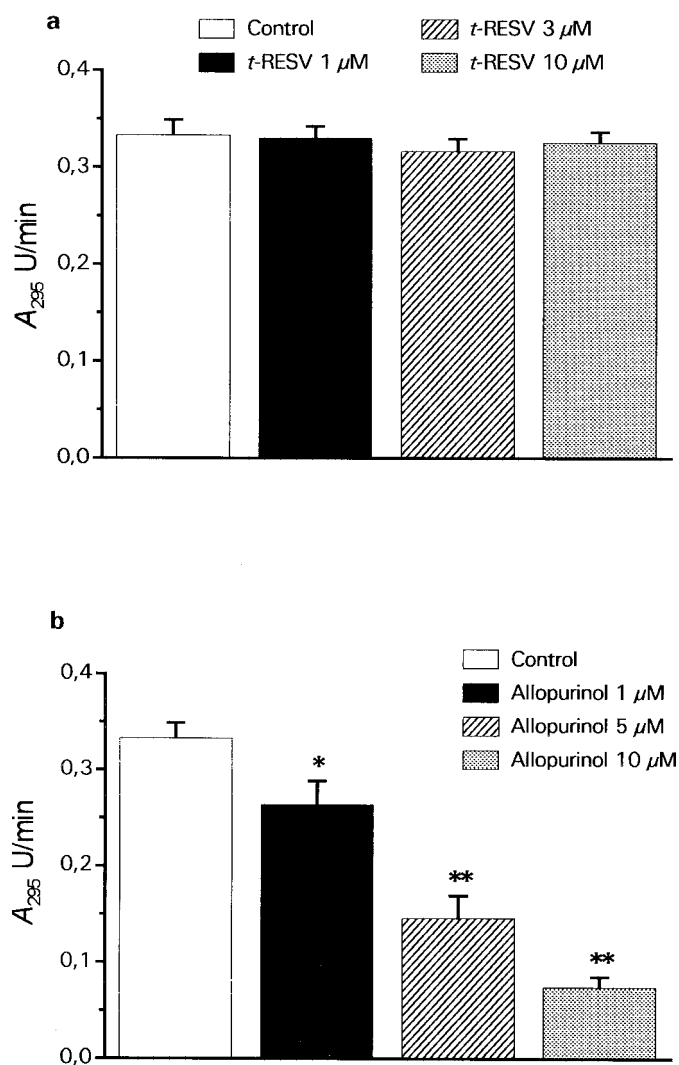 a
Control
t-RESV 3 μM
t-RESV 1 μM
t-RESV 10 μM
0,4
0,3
0,2
0,1
0,0
A295 U/min
b
Control
Allopurinol 1 μM
Allopurinol 5 μM
Allopurinol 10 μM
0,4
0,3
0,2
0,1
0,0
A295 U/min
*
**
**